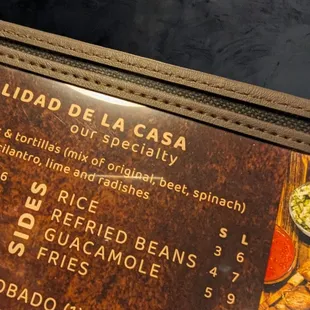 LIDAD DE LA CASA
our specialty
& tortillas (mix of original, beet, spinach)
cilantro, lime and radishes
6
SIDES
S L
RICE 3 6
REFRIED BEANS 4 7
GUACAMOLE 5 9
FRIES
OBADO